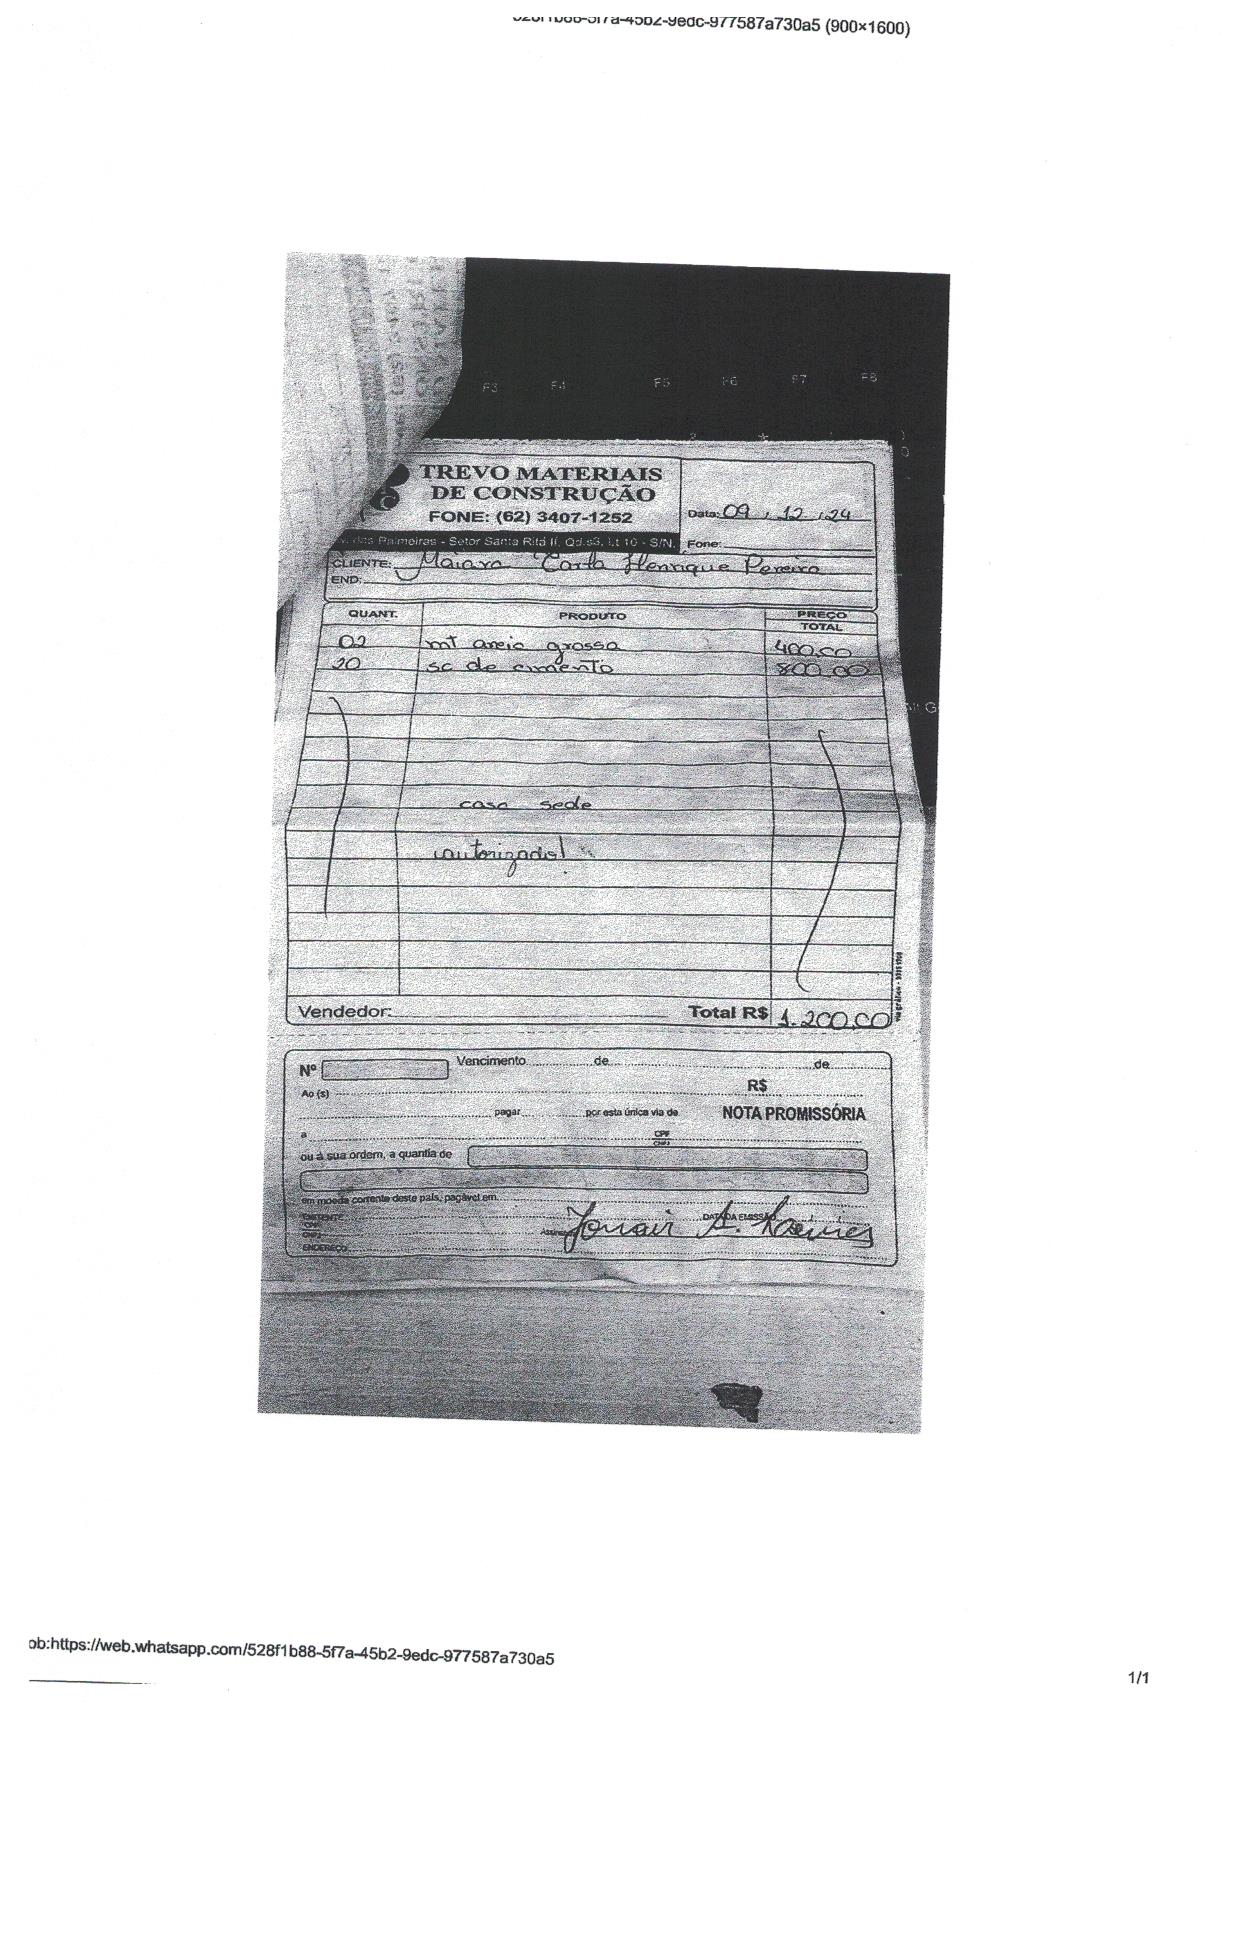 -5f7a-45b2-9edc-977587a730a5 (900×1600)
F3 F4 F5 F6 F7 F8
TREVO MATERIAIS
DE CONSTRUÇÃO
FONE: (62) 3407-1252
das Palmeiras - Setor Santa Rita II, Qd.s3, Lt 10 - S/N.
Data: 09 / 12 / 24
Fone:
CLIENTE: Maiara Carla Henrique Pereira
END:
QUANT. PRODUTO PREÇO TOTAL
02 mt areia grossa 400,00
20 sc de cimento 800,00
casa sede
autorizado!
Vendedor: Total R$ 1.200,00
Nº Vencimento de de
R$
Ao (s)
pagar por esta única via de NOTA PROMISSÓRIA
a CPF CNPJ
ou à sua ordem, a quantia de
em moeda corrente deste país, pagável em
EMITENTE DATA DA EMISSÃO
CPF
CNPJ
ENDEREÇO
ob:https://web.whatsapp.com/528f1b88-5f7a-45b2-9edc-977587a730a5
1/1